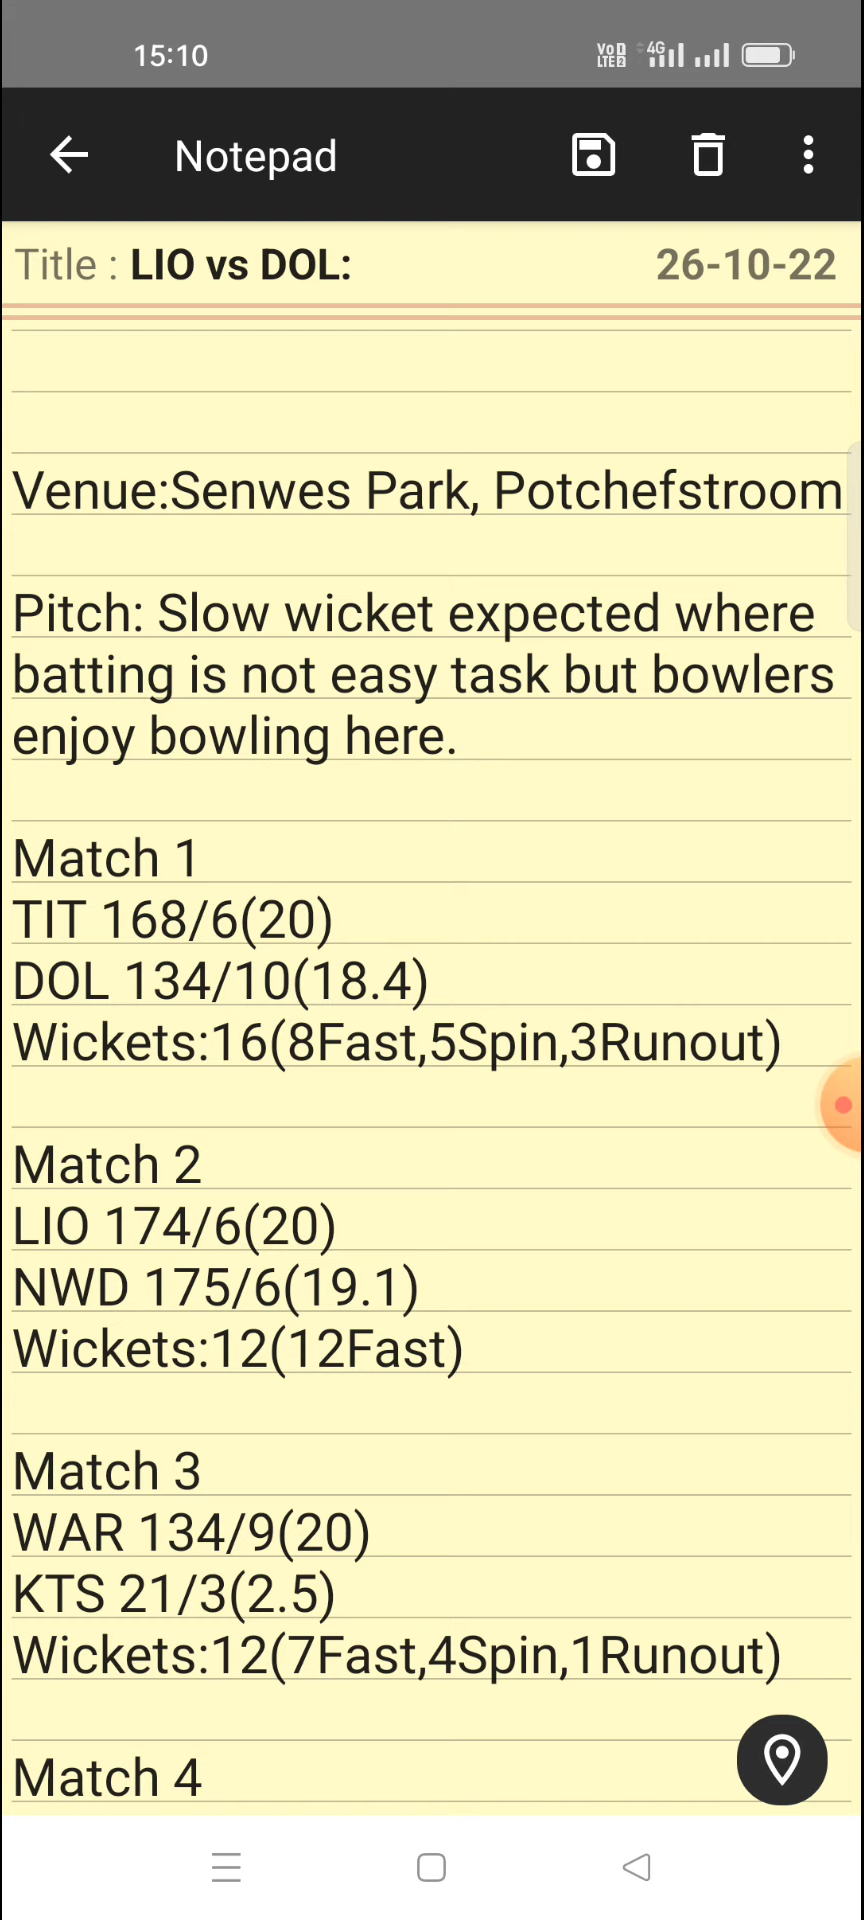 15:10
VoD LTE2 4G
Notepad
Title : LIO vs DOL:
26-10-22
Venue:Senwes Park, Potchefstroom
Pitch: Slow wicket expected where
batting is not easy task but bowlers
enjoy bowling here.
Match 1
TIT 168/6(20)
DOL 134/10(18.4)
Wickets:16(8Fast,5Spin,3Runout)
Match 2
LIO 174/6(20)
NWD 175/6(19.1)
Wickets:12(12Fast)
Match 3
WAR 134/9(20)
KTS 21/3(2.5)
Wickets:12(7Fast,4Spin,1Runout)
Match 4